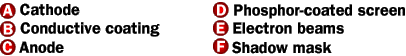 A Cathode
B Conductive coating
C Anode
D Phosphor-coated screen
E Electron beams
F Shadow mask